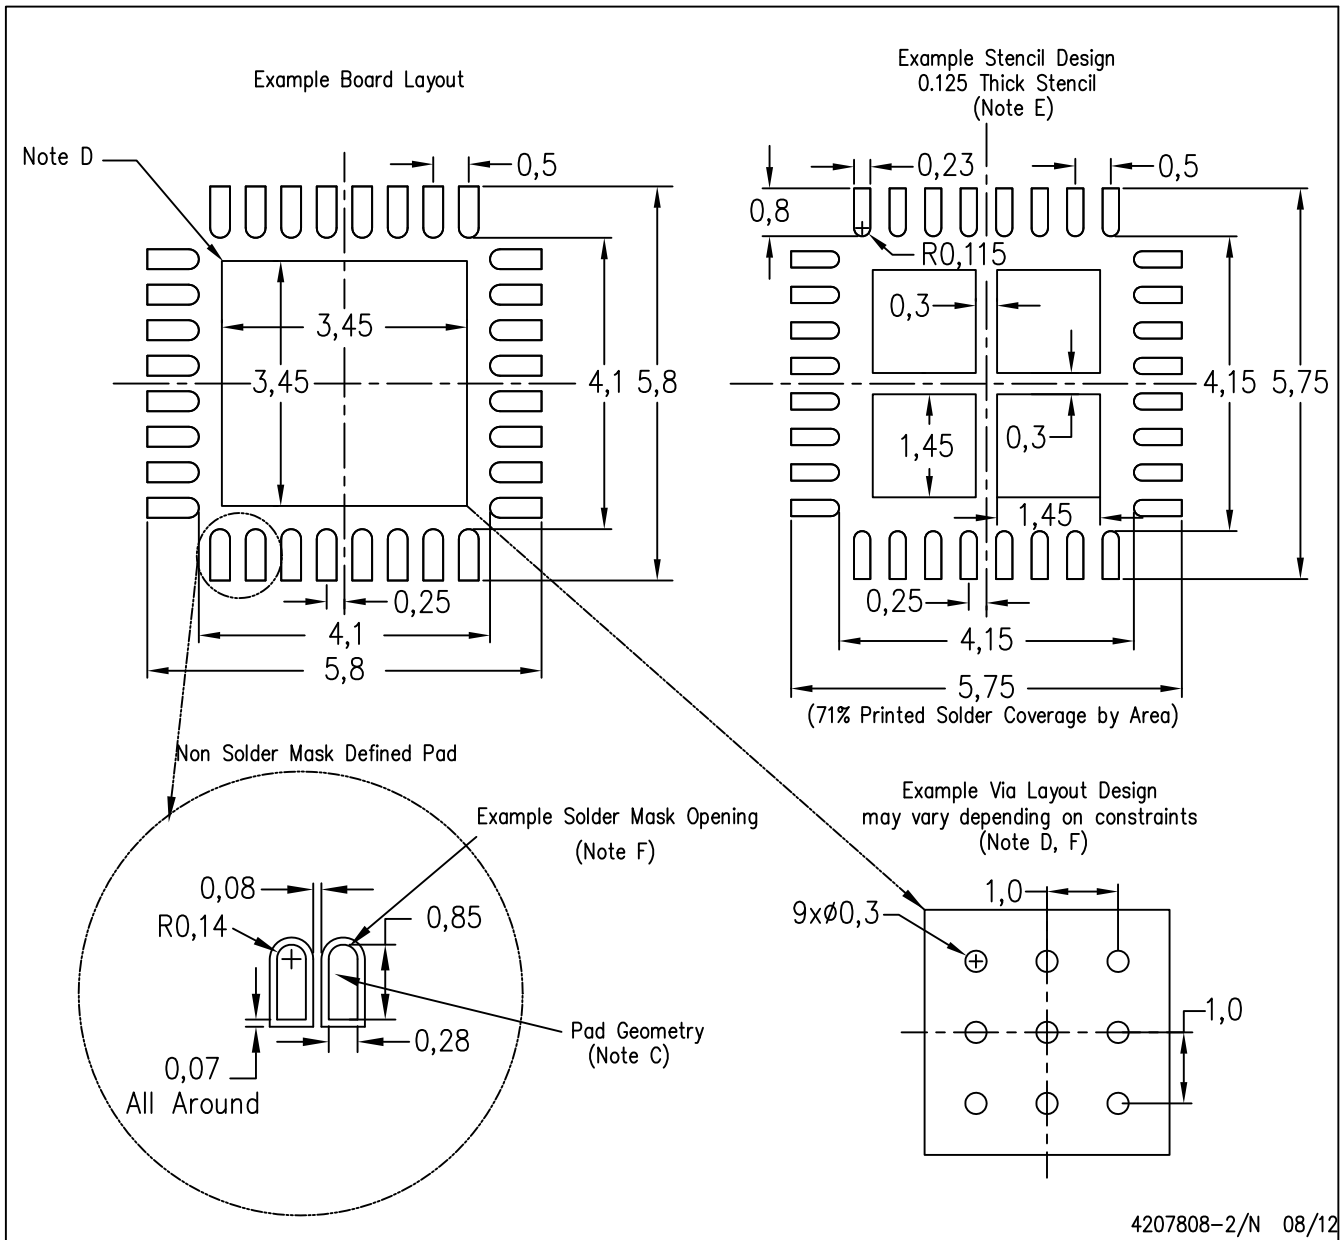 Example Board Layout
Note D
0,5
3,45
3,45
4,1
5,8
0,25
4,1
5,8
Example Stencil Design
0.125 Thick Stencil
(Note E)
0,23
0,5
0,8
R0,115
0,3
4,15
5,75
1,45
0,3
1,45
0,25
4,15
5,75
(71% Printed Solder Coverage by Area)
Non Solder Mask Defined Pad
Example Solder Mask Opening
(Note F)
0,08
R0,14
0,85
Pad Geometry
(Note C)
0,28
0,07
All Around
Example Via Layout Design
may vary depending on constraints
(Note D, F)
1,0
9xø0,3
1,0
4207808-2/N 08/12